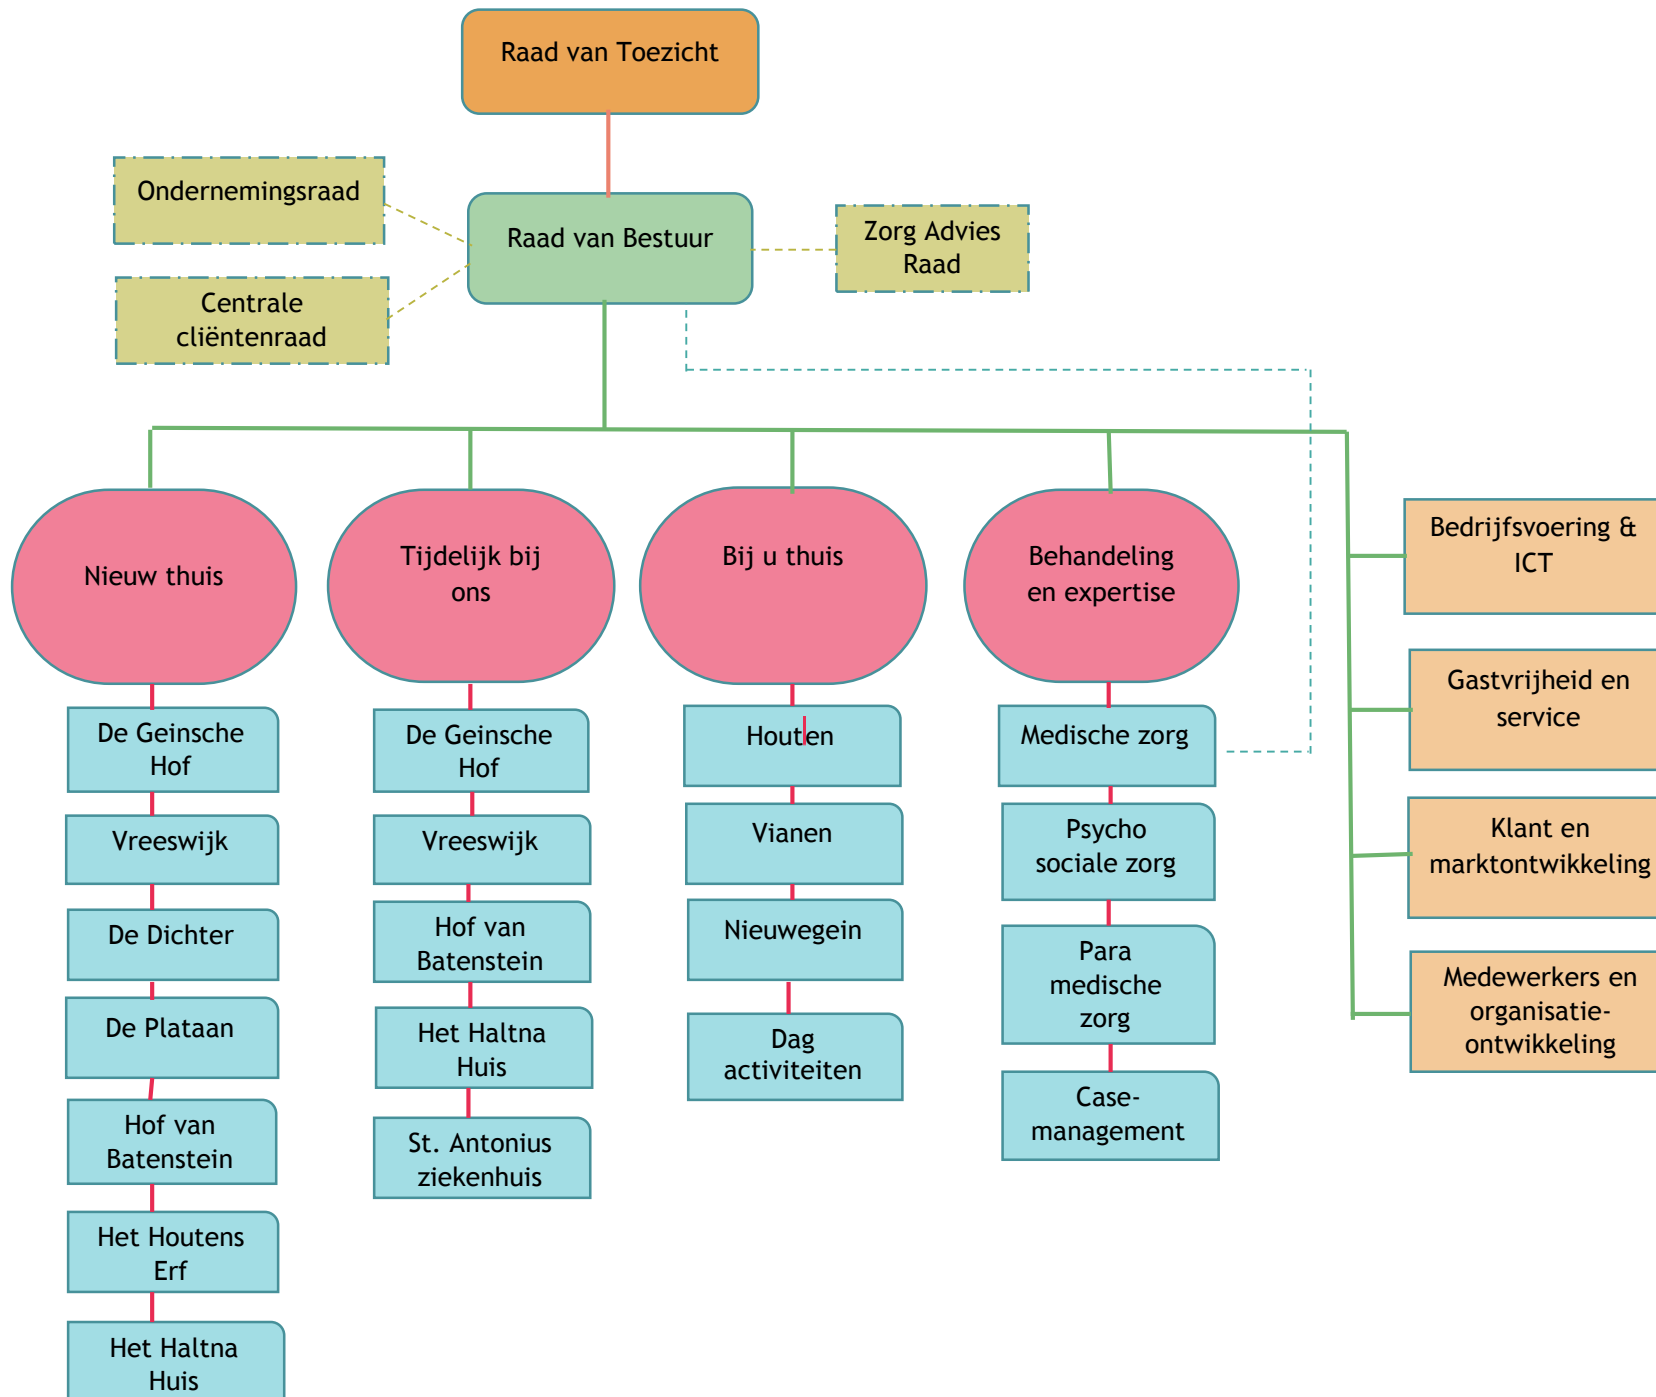 Raad van Toezicht
Ondernemingsraad
Raad van Bestuur
Zorg Advies
Raad
Centrale
cliëntenraad
Nieuw thuis
Tijdelijk bij
ons
Bij u thuis
Behandeling
en expertise
Bedrijfsvoering &
ICT
Gastvrijheid en
service
Klant en
marktontwikkeling
Medewerkers en
organisatie-
ontwikkeling
De Geinsche
Hof
Vreeswijk
De Dichter
De Plataan
Hof van
Batenstein
Het Houtens
Erf
Het Haltna
Huis
De Geinsche
Hof
Vreeswijk
Hof van
Batenstein
Het Haltna
Huis
St. Antonius
ziekenhuis
Houten
Vianen
Nieuwegein
Dag
activiteiten
Medische zorg
Psycho
sociale zorg
Para
medische
zorg
Case-
management